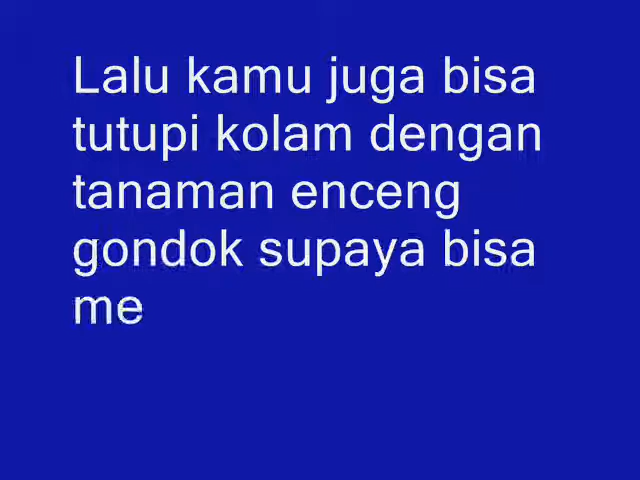 Lalu kamu juga bisa
tutupi kolam dengan
tanaman enceng
gondok supaya bisa
me